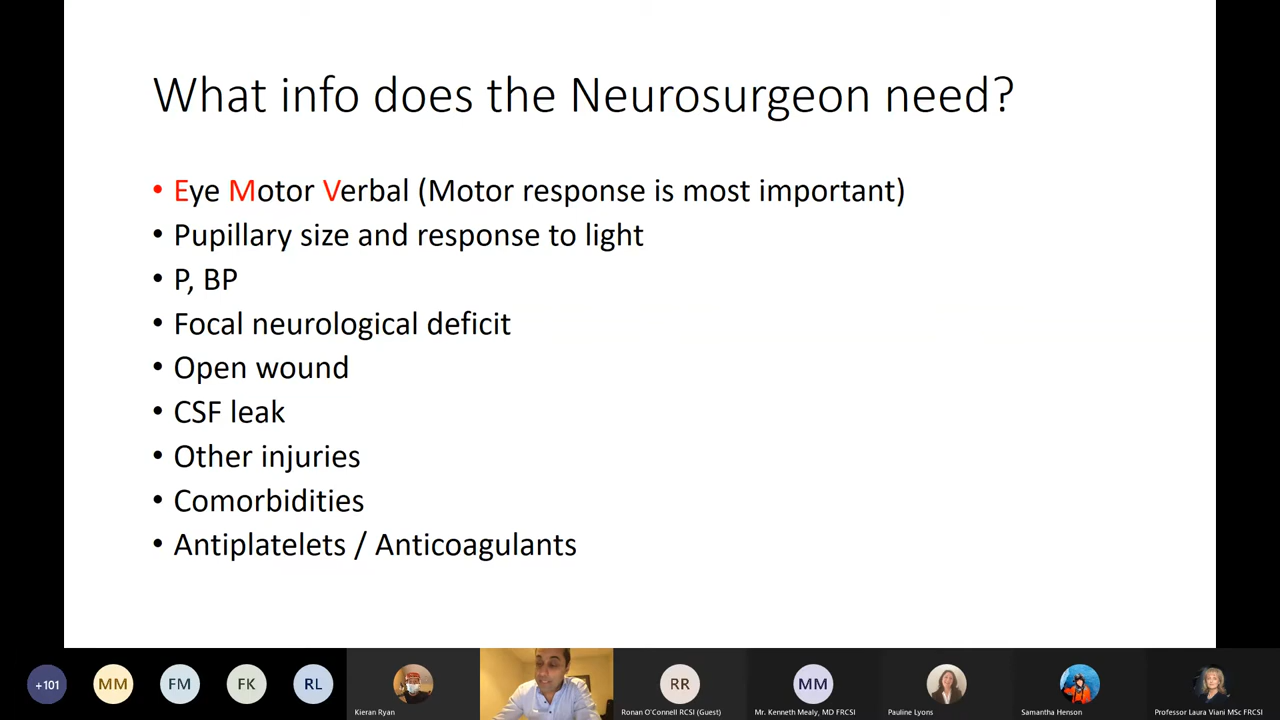 What info does the Neurosurgeon need?
• Eye Motor Verbal (Motor response is most important)
• Pupillary size and response to light
• P, BP
• Focal neurological deficit
• Open wound
• CSF leak
• Other injuries
• Comorbidities
• Antiplatelets / Anticoagulants
+101
MM
FM
FK
RL
RR
MM
Kieran Ryan
Ronan O'Connell RCSI (Guest)
Mr. Kenneth Mealy, MD FRCSI
Pauline Lyons
Samantha Henson
Professor Laura Viani MSc FRCSI